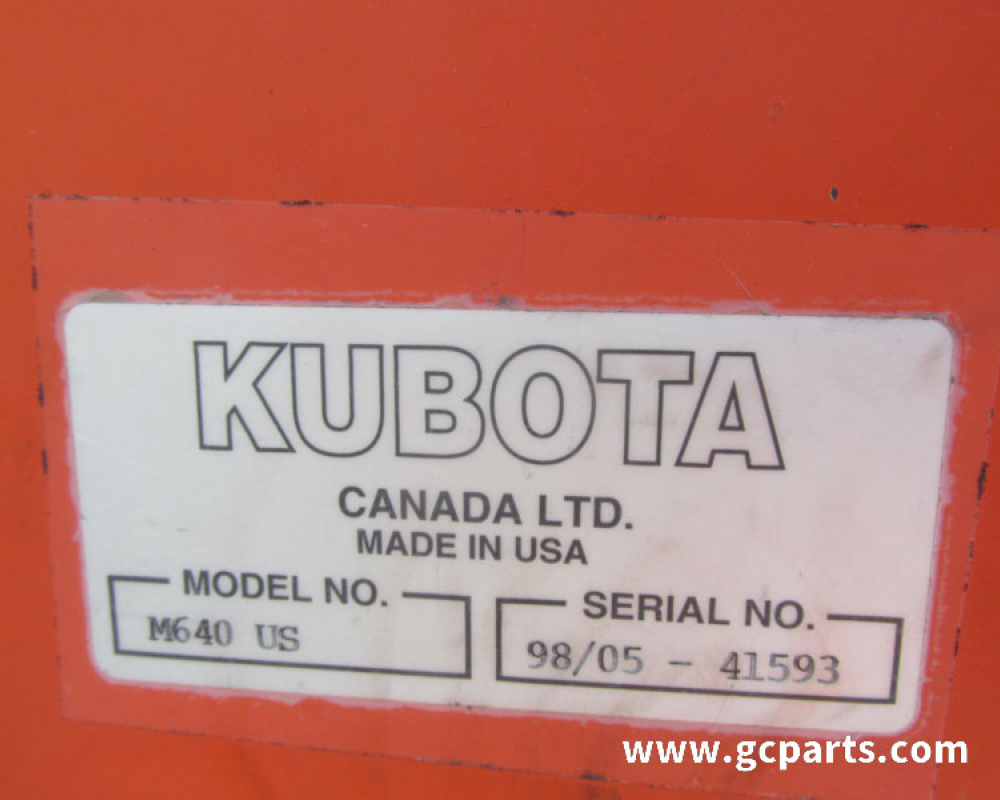 KUBOTA
CANADA LTD.
MADE IN USA
MODEL NO.
M640 US
SERIAL NO.
98/05 - 41593
www.gcparts.com